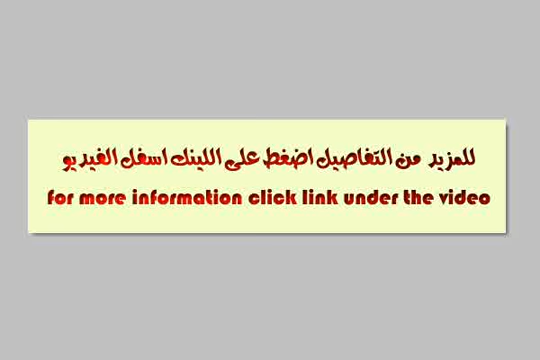 للمزيد من التفاصيل اضغط على اللينك اسفل الفيديو
for more information click link under the video